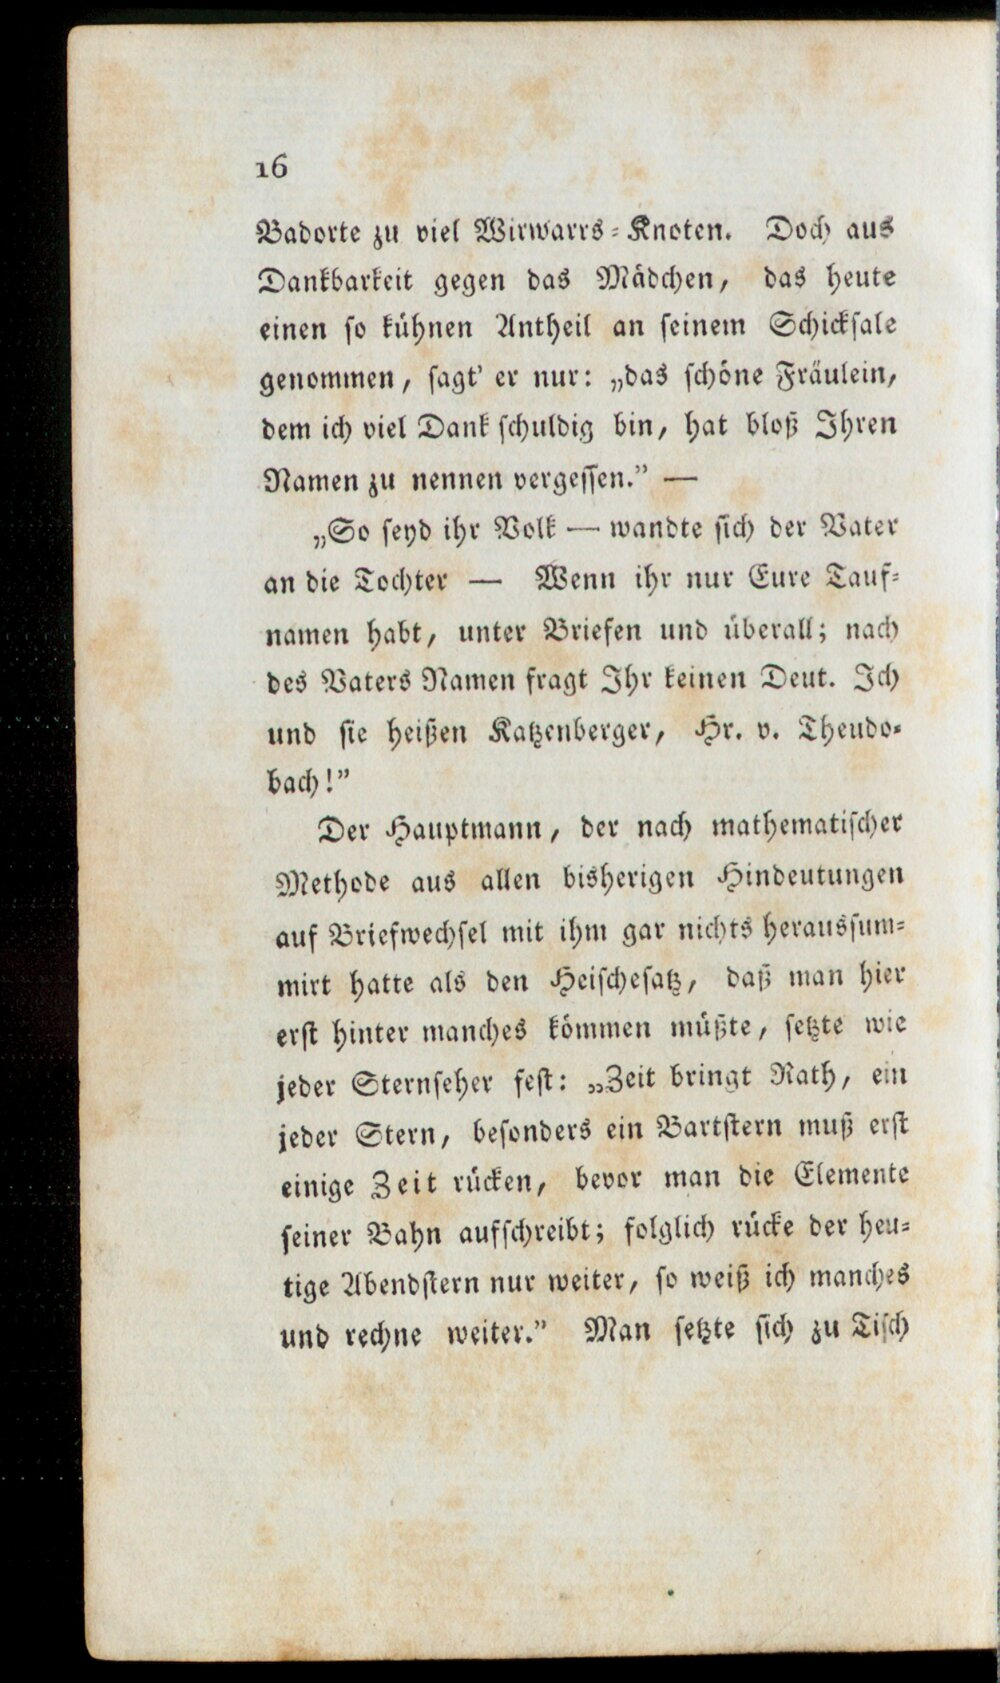 16
Badorte zu viel Wirwarrs=Knoten. Doch aus
Dankbarkeit gegen das Mädchen, das heute
einen so kühnen Antheil an seinem Schicksale
genommen, sagt' er nur: „das schöne Fräulein,
dem ich viel Dank schuldig bin, hat bloß Ihren
Namen zu nennen vergessen.” —
„So seyd ihr Volk — wandte sich der Vater
an die Tochter — Wenn ihr nur Eure Tauf=
namen habt, unter Briefen und überall; nach
des Vaters Namen fragt Ihr keinen Deut. Ich
und sie heißen Katzenberger, Hr. v. Theudo=
bach!”
Der Hauptmann, der nach mathematischer
Methode aus allen bisherigen Hindeutungen
auf Briefwechsel mit ihm gar nichts heraussum=
mirt hatte als den Heischesatz, daß man hier
erst hinter manches kömmen müßte, setzte wie
jeder Sternseher fest: „Zeit bringt Rath, ein
jeder Stern, besonders ein Bartstern muß erst
einige Zeit rücken, bevor man die Elemente
seiner Bahn aufschreibt; folglich rücke der heu=
tige Abendstern nur weiter, so weiß ich manches
und rechne weiter.” Man setzte sich zu Tisch